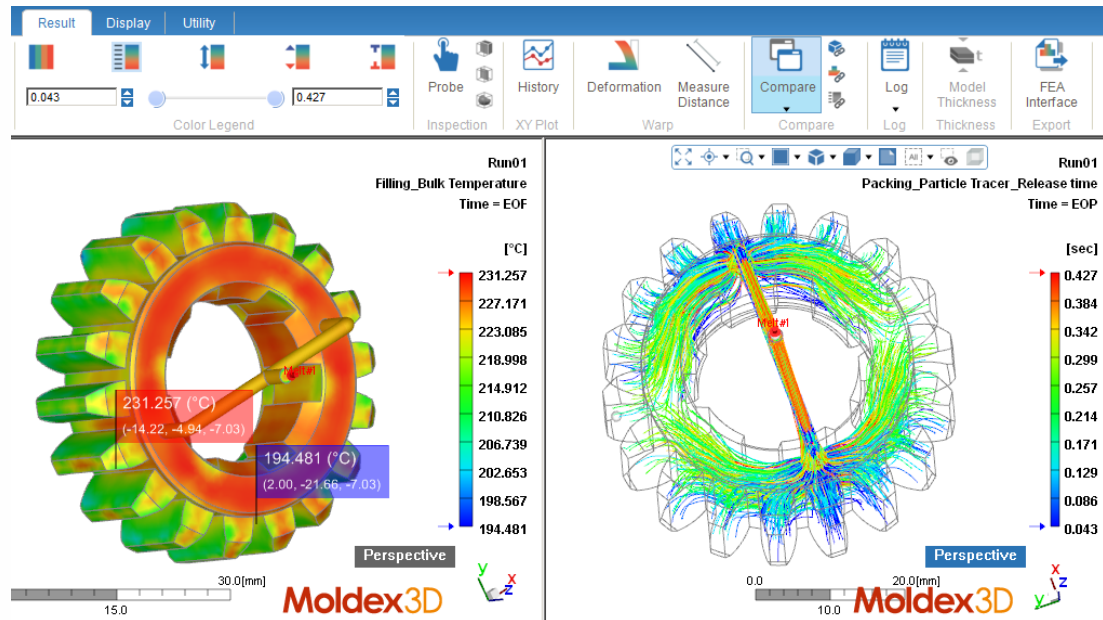 Result Display Utility
0.043
0.427
Color Legend
Probe
Inspection
History
XY Plot
Deformation
Measure
Distance
Warp
Compare
Compare
Log
Log
Model
Thickness
Thickness
FEA
Interface
Export
Run01
Filling_Bulk Temperature
Time = EOF
[°C]
231.257
227.171
223.085
218.998
214.912
210.826
206.739
202.653
198.567
194.481
Melt#1
231.257 (°C)
(-14.22, -4.94, -7.03)
194.481 (°C)
(2.00, -21.66, -7.03)
Perspective
30.0[mm]
15.0
Moldex3D
y
x
z
All
Run01
Packing_Particle Tracer_Release time
Time = EOP
[sec]
0.427
0.384
0.342
0.299
0.257
0.214
0.171
0.129
0.086
0.043
Melt#1
Perspective
0.0
20.0[mm]
10.0
Moldex3D
x
z
y